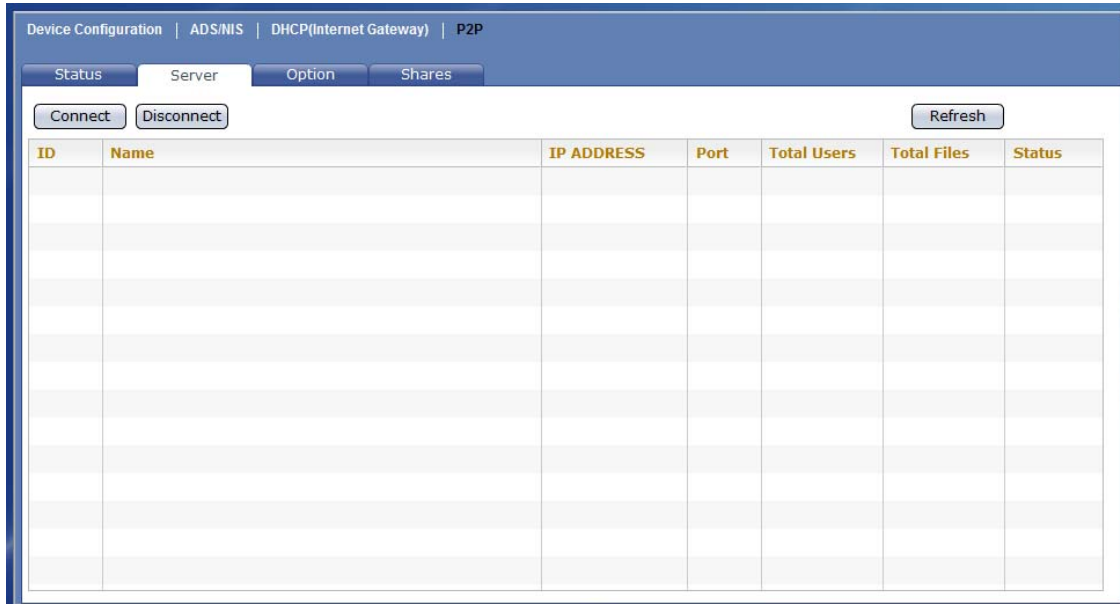 Device Configuration | ADS/NIS | DHCP(Internet Gateway) | P2P
Status Server Option Shares
Connect Disconnect Refresh
ID Name IP ADDRESS Port Total Users Total Files Status